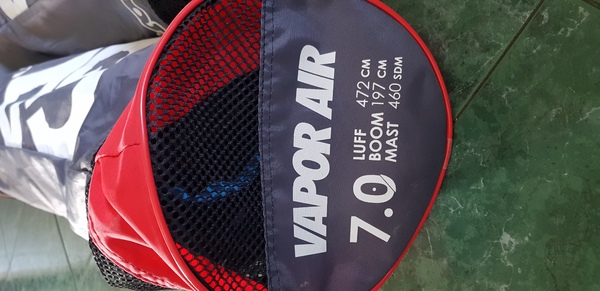 VAPOR AIR
7.0
LUFF 472 CM
BOOM 197 CM
MAST 460 SDM